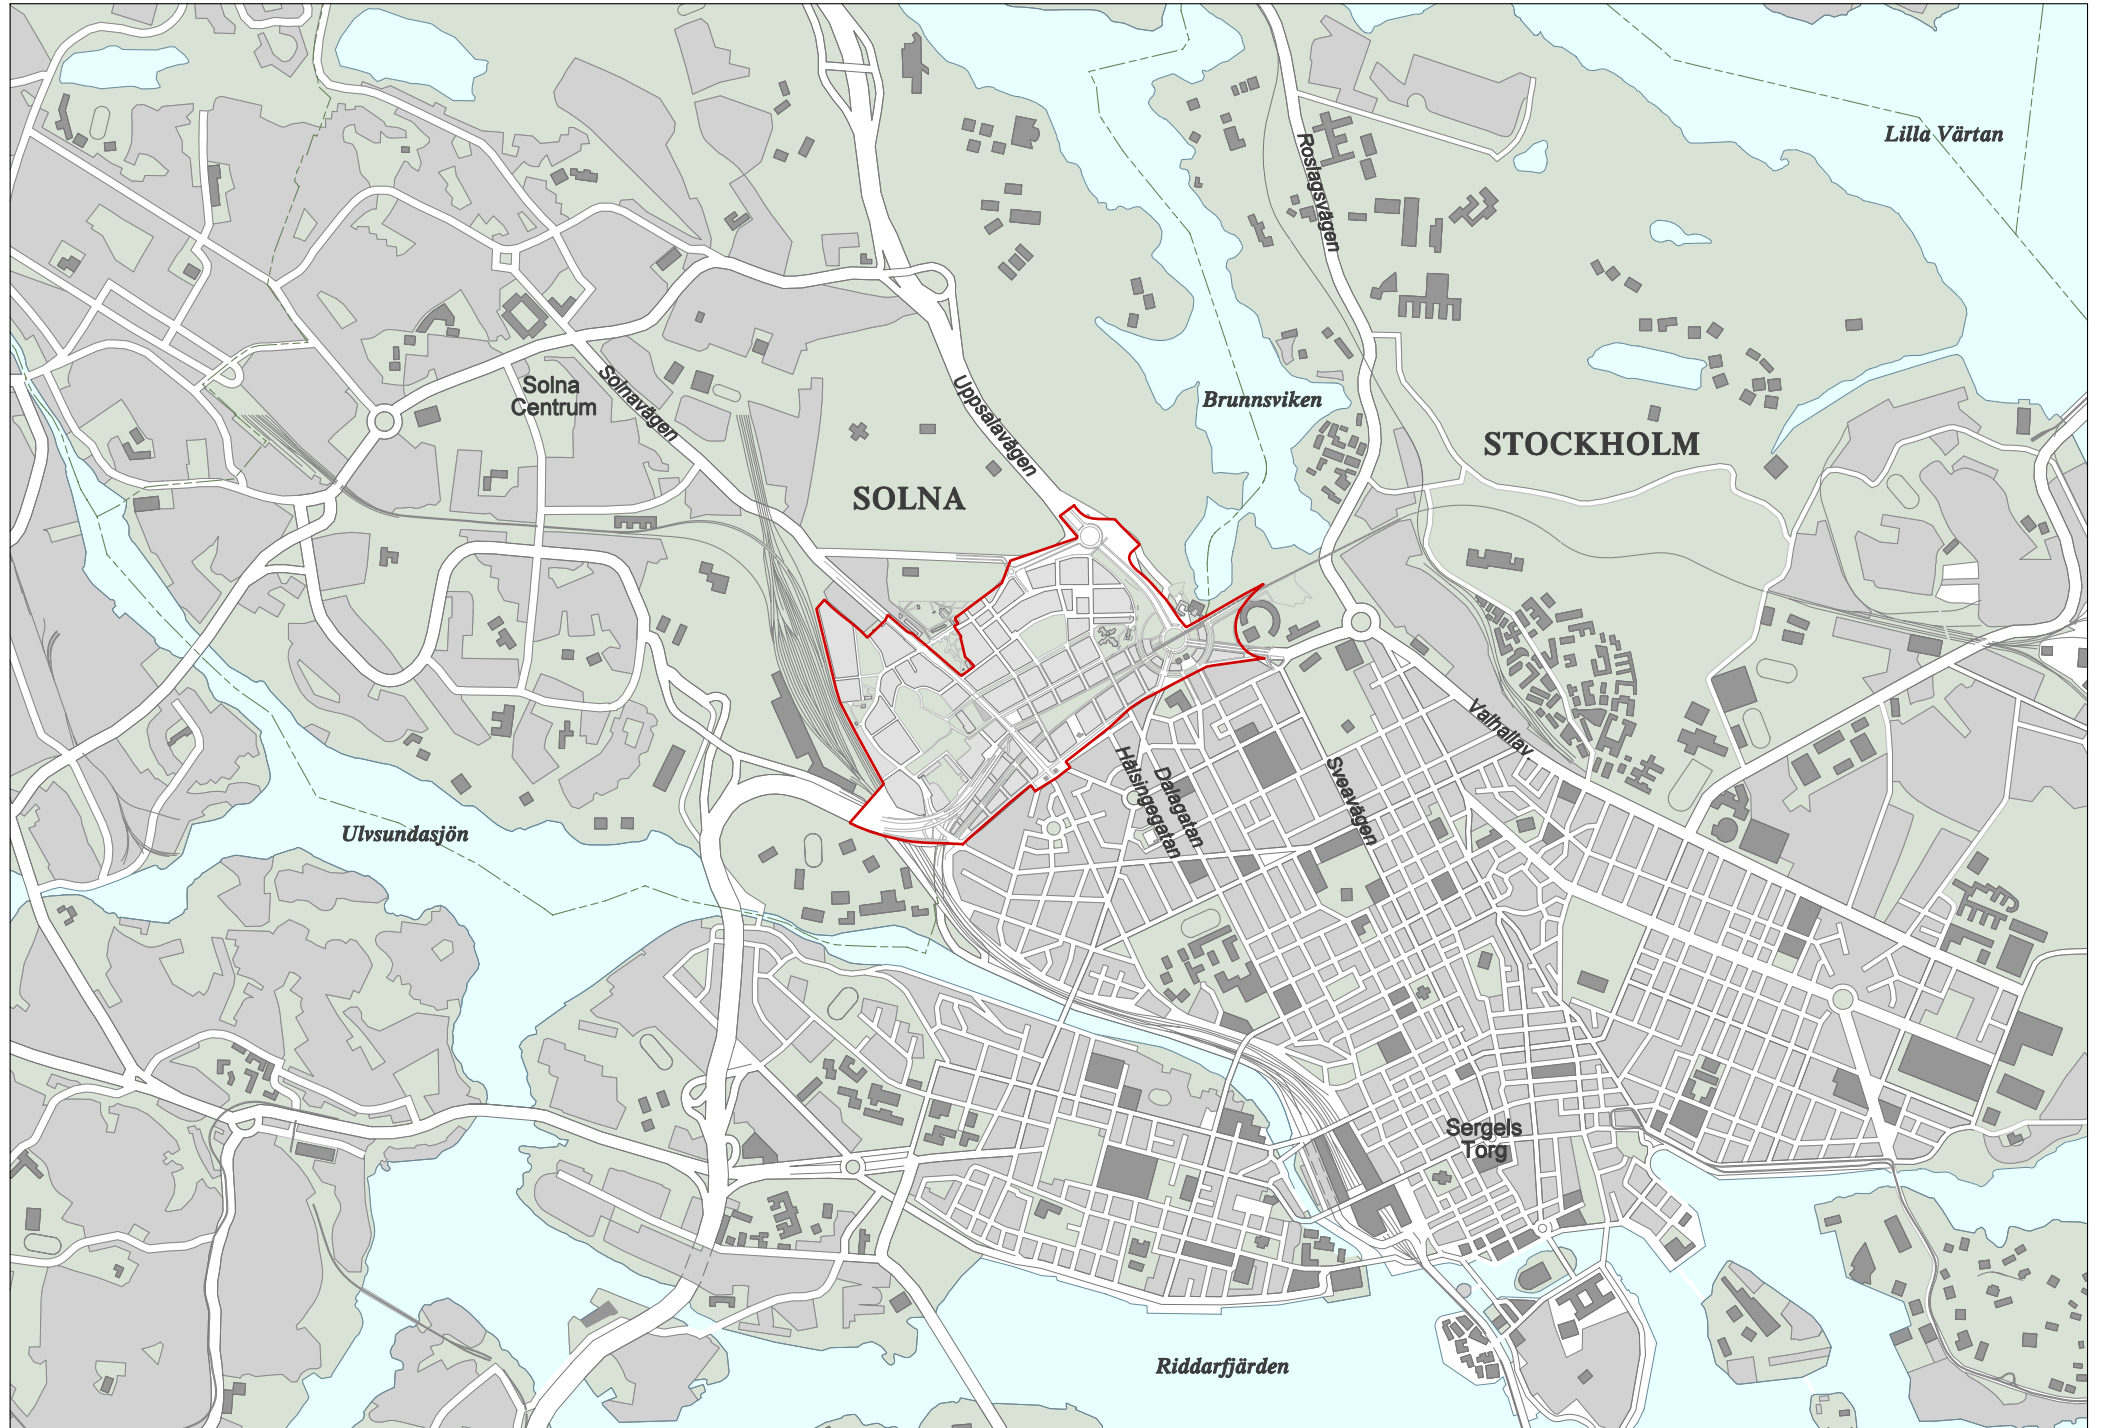 Lilla Värtan
Roslagsvägen
Solna
Centrum
Solnavägen
Uppsalavägen
Brunnsviken
STOCKHOLM
SOLNA
Valhallav.
Hälsingegatan
Dalagatan
Sveavägen
Ulvsundasjön
Sergels
Torg
Riddarfjärden